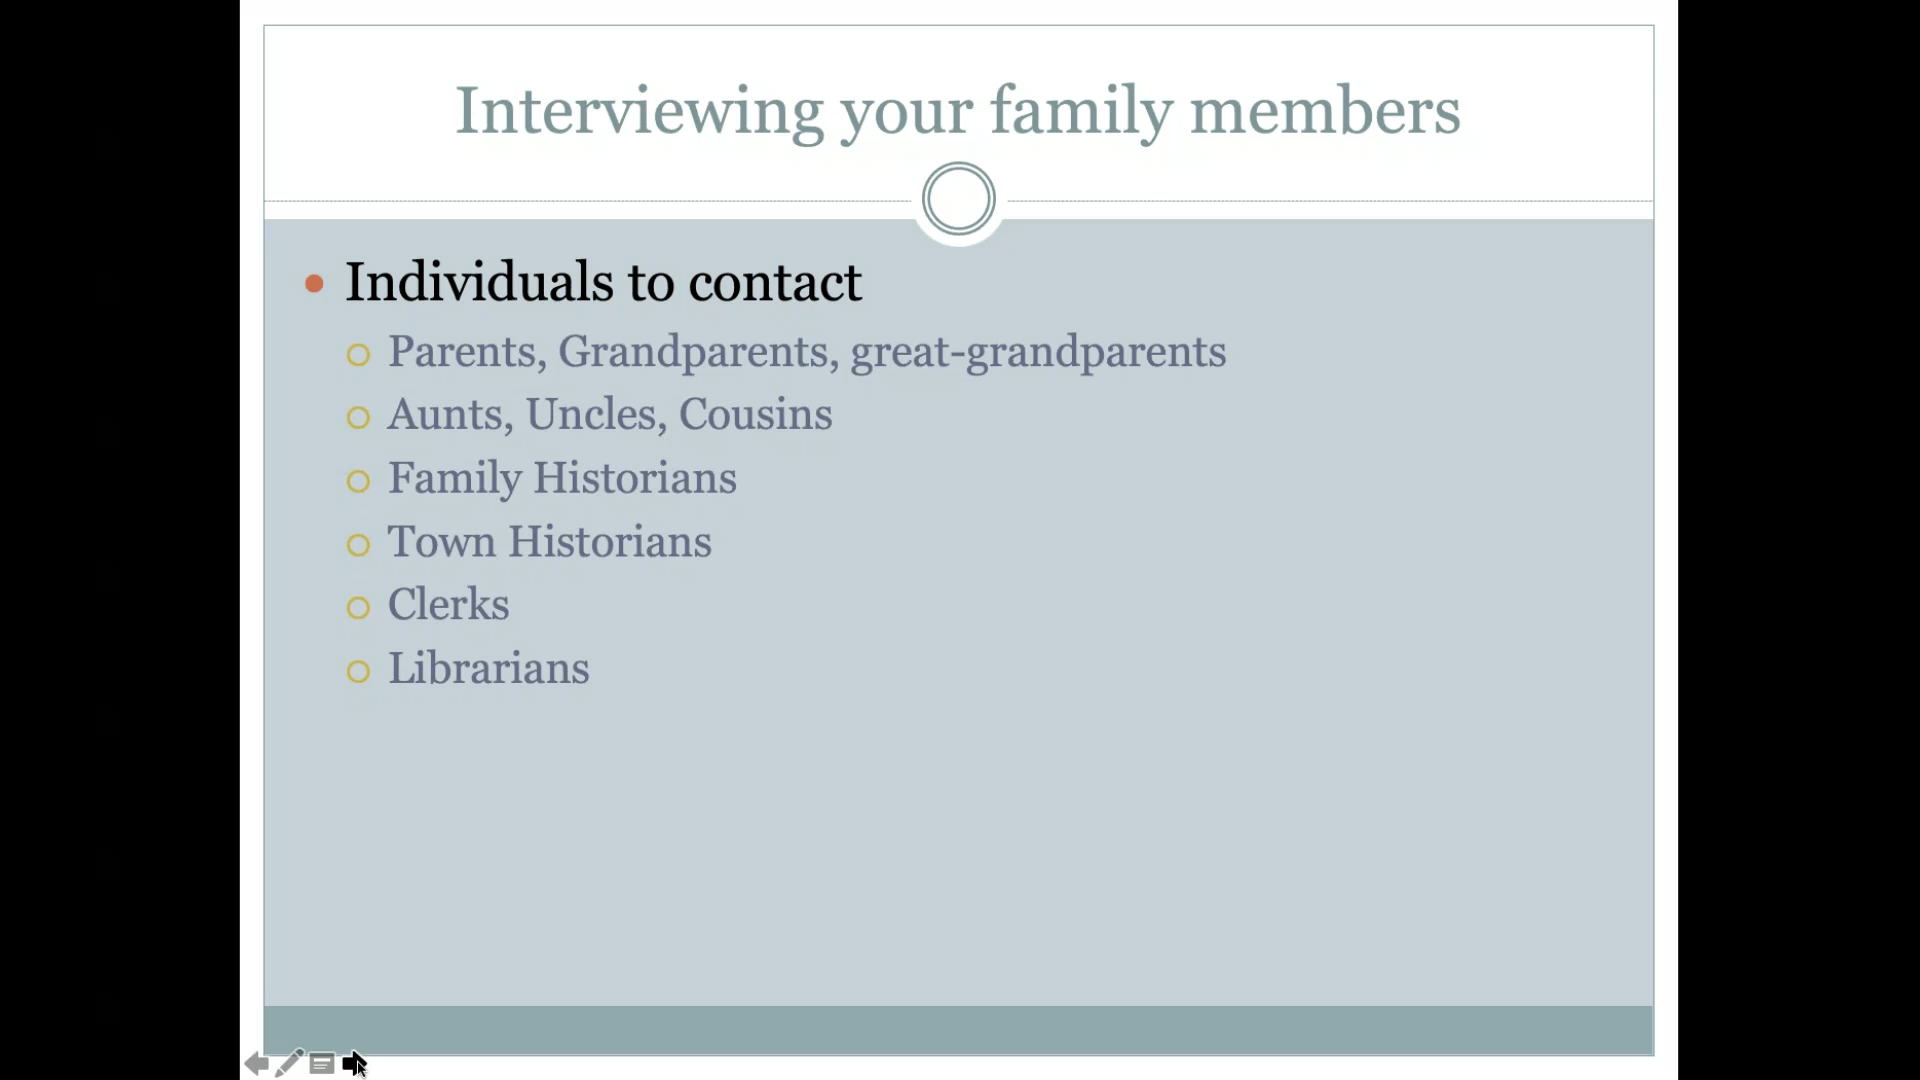 Interviewing your family members
Individuals to contact
Parents, Grandparents, great-grandparents
Aunts, Uncles, Cousins
Family Historians
Town Historians
Clerks
Librarians